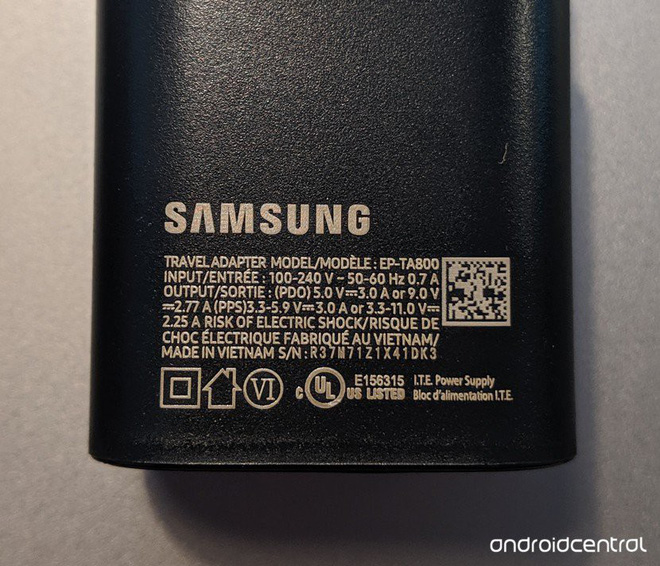 SAMSUNG
TRAVEL ADAPTER MODEL/MODÈLE : EP-TA800
INPUT/ENTRÉE : 100-240 V ~ 50-60 Hz 0.7 A
OUTPUT/SORTIE : (PDO) 5.0 V⎓3.0 A or 9.0 V
⎓2.77 A (PPS)3.3-5.9 V⎓3.0 A or 3.3-11.0 V⎓
2.25 A RISK OF ELECTRIC SHOCK/RISQUE DE
CHOC ÉLECTRIQUE FABRIQUÉ AU VIETNAM/
MADE IN VIETNAM S/N : R37M71Z1X41DK3
VI c UL US LISTED E156315 I.T.E. Power Supply
Bloc d'alimentation I.T.E.
androidcentral